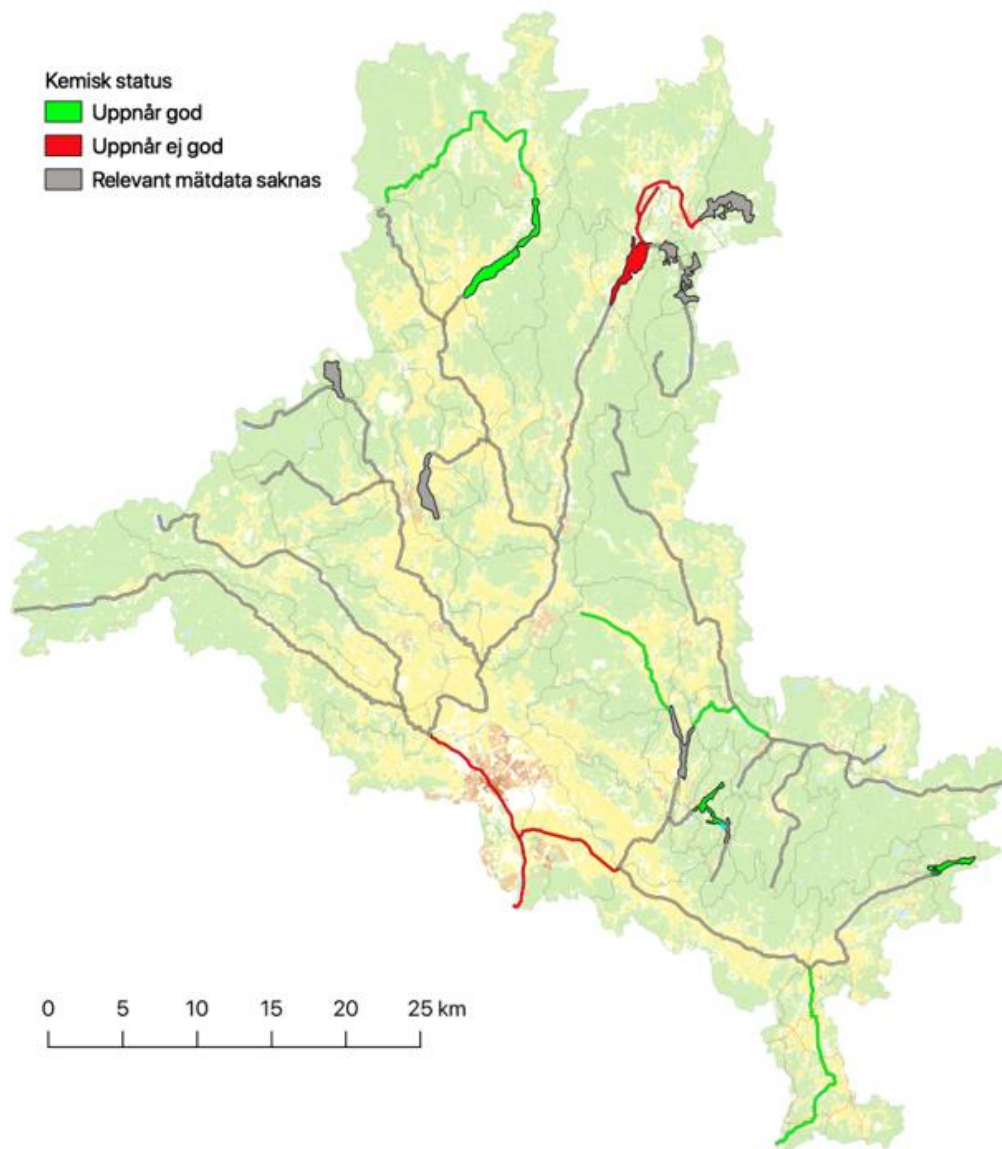 Kemisk status
Uppnår god
Uppnår ej god
Relevant mätdata saknas
0 5 10 15 20 25 km